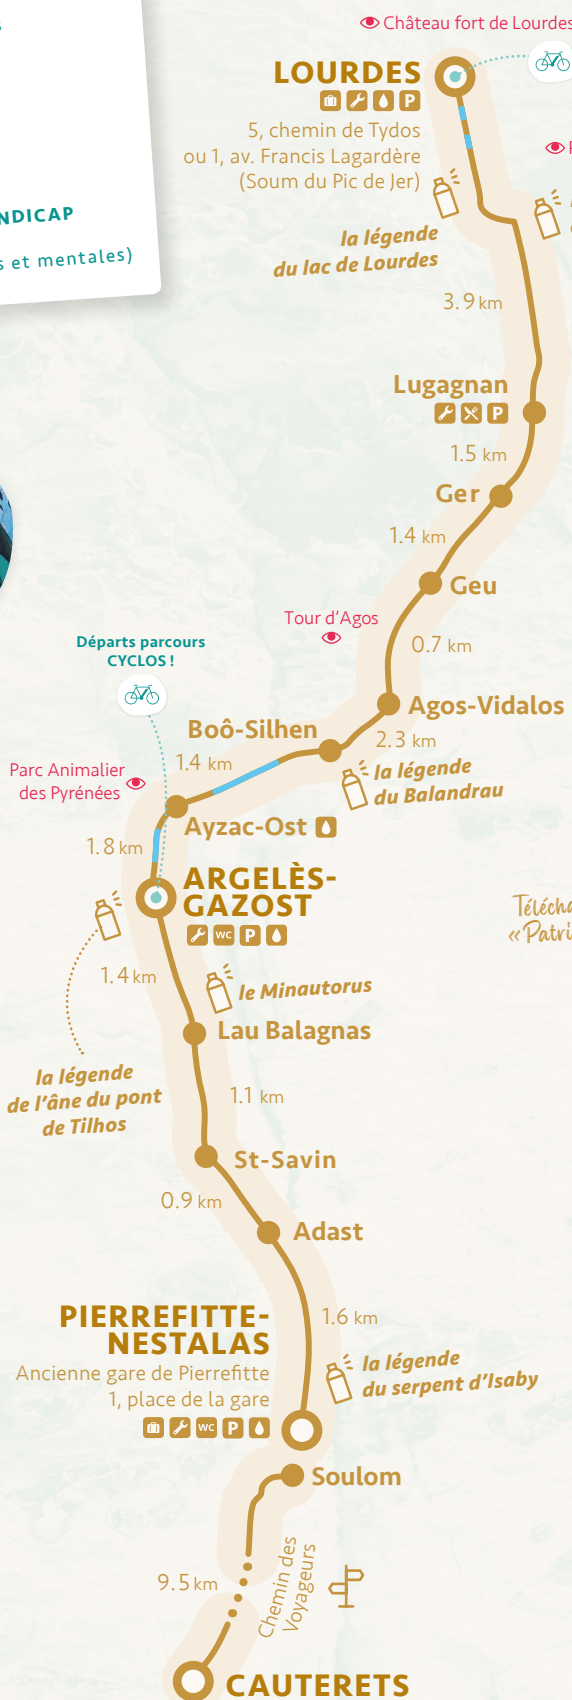 Château fort de Lourdes
LOURDES
P
5, chemin de Tydos
ou 1, av. Francis Lagardère
(Soum du Pic de Jer)
s et mentales)
la légende
du lac de Lourdes
3.9 km
Lugagnan
P
1.5 km
Ger
1.4 km
Geu
Tour d'Agos
0.7 km
Départs parcours
CYCLOS !
Agos-Vidalos
Boô-Silhen
2.3 km
1.4 km
la légende
du Balandrau
Parc Animalier
des Pyrénées
Ayzac-Ost
1.8 km
ARGELÈS-
GAZOST
WC P
1.4 km
le Minautorus
Lau Balagnas
la légende
de l'âne du pont
de Tilhos
1.1 km
St-Savin
0.9 km
Adast
PIERREFITTE-
NESTALAS
1.6 km
Ancienne gare de Pierrefitte
1, place de la gare
WC P
la légende
du serpent d'Isaby
Soulom
Chemin des
Voyageurs
9.5 km
CAUTERETS